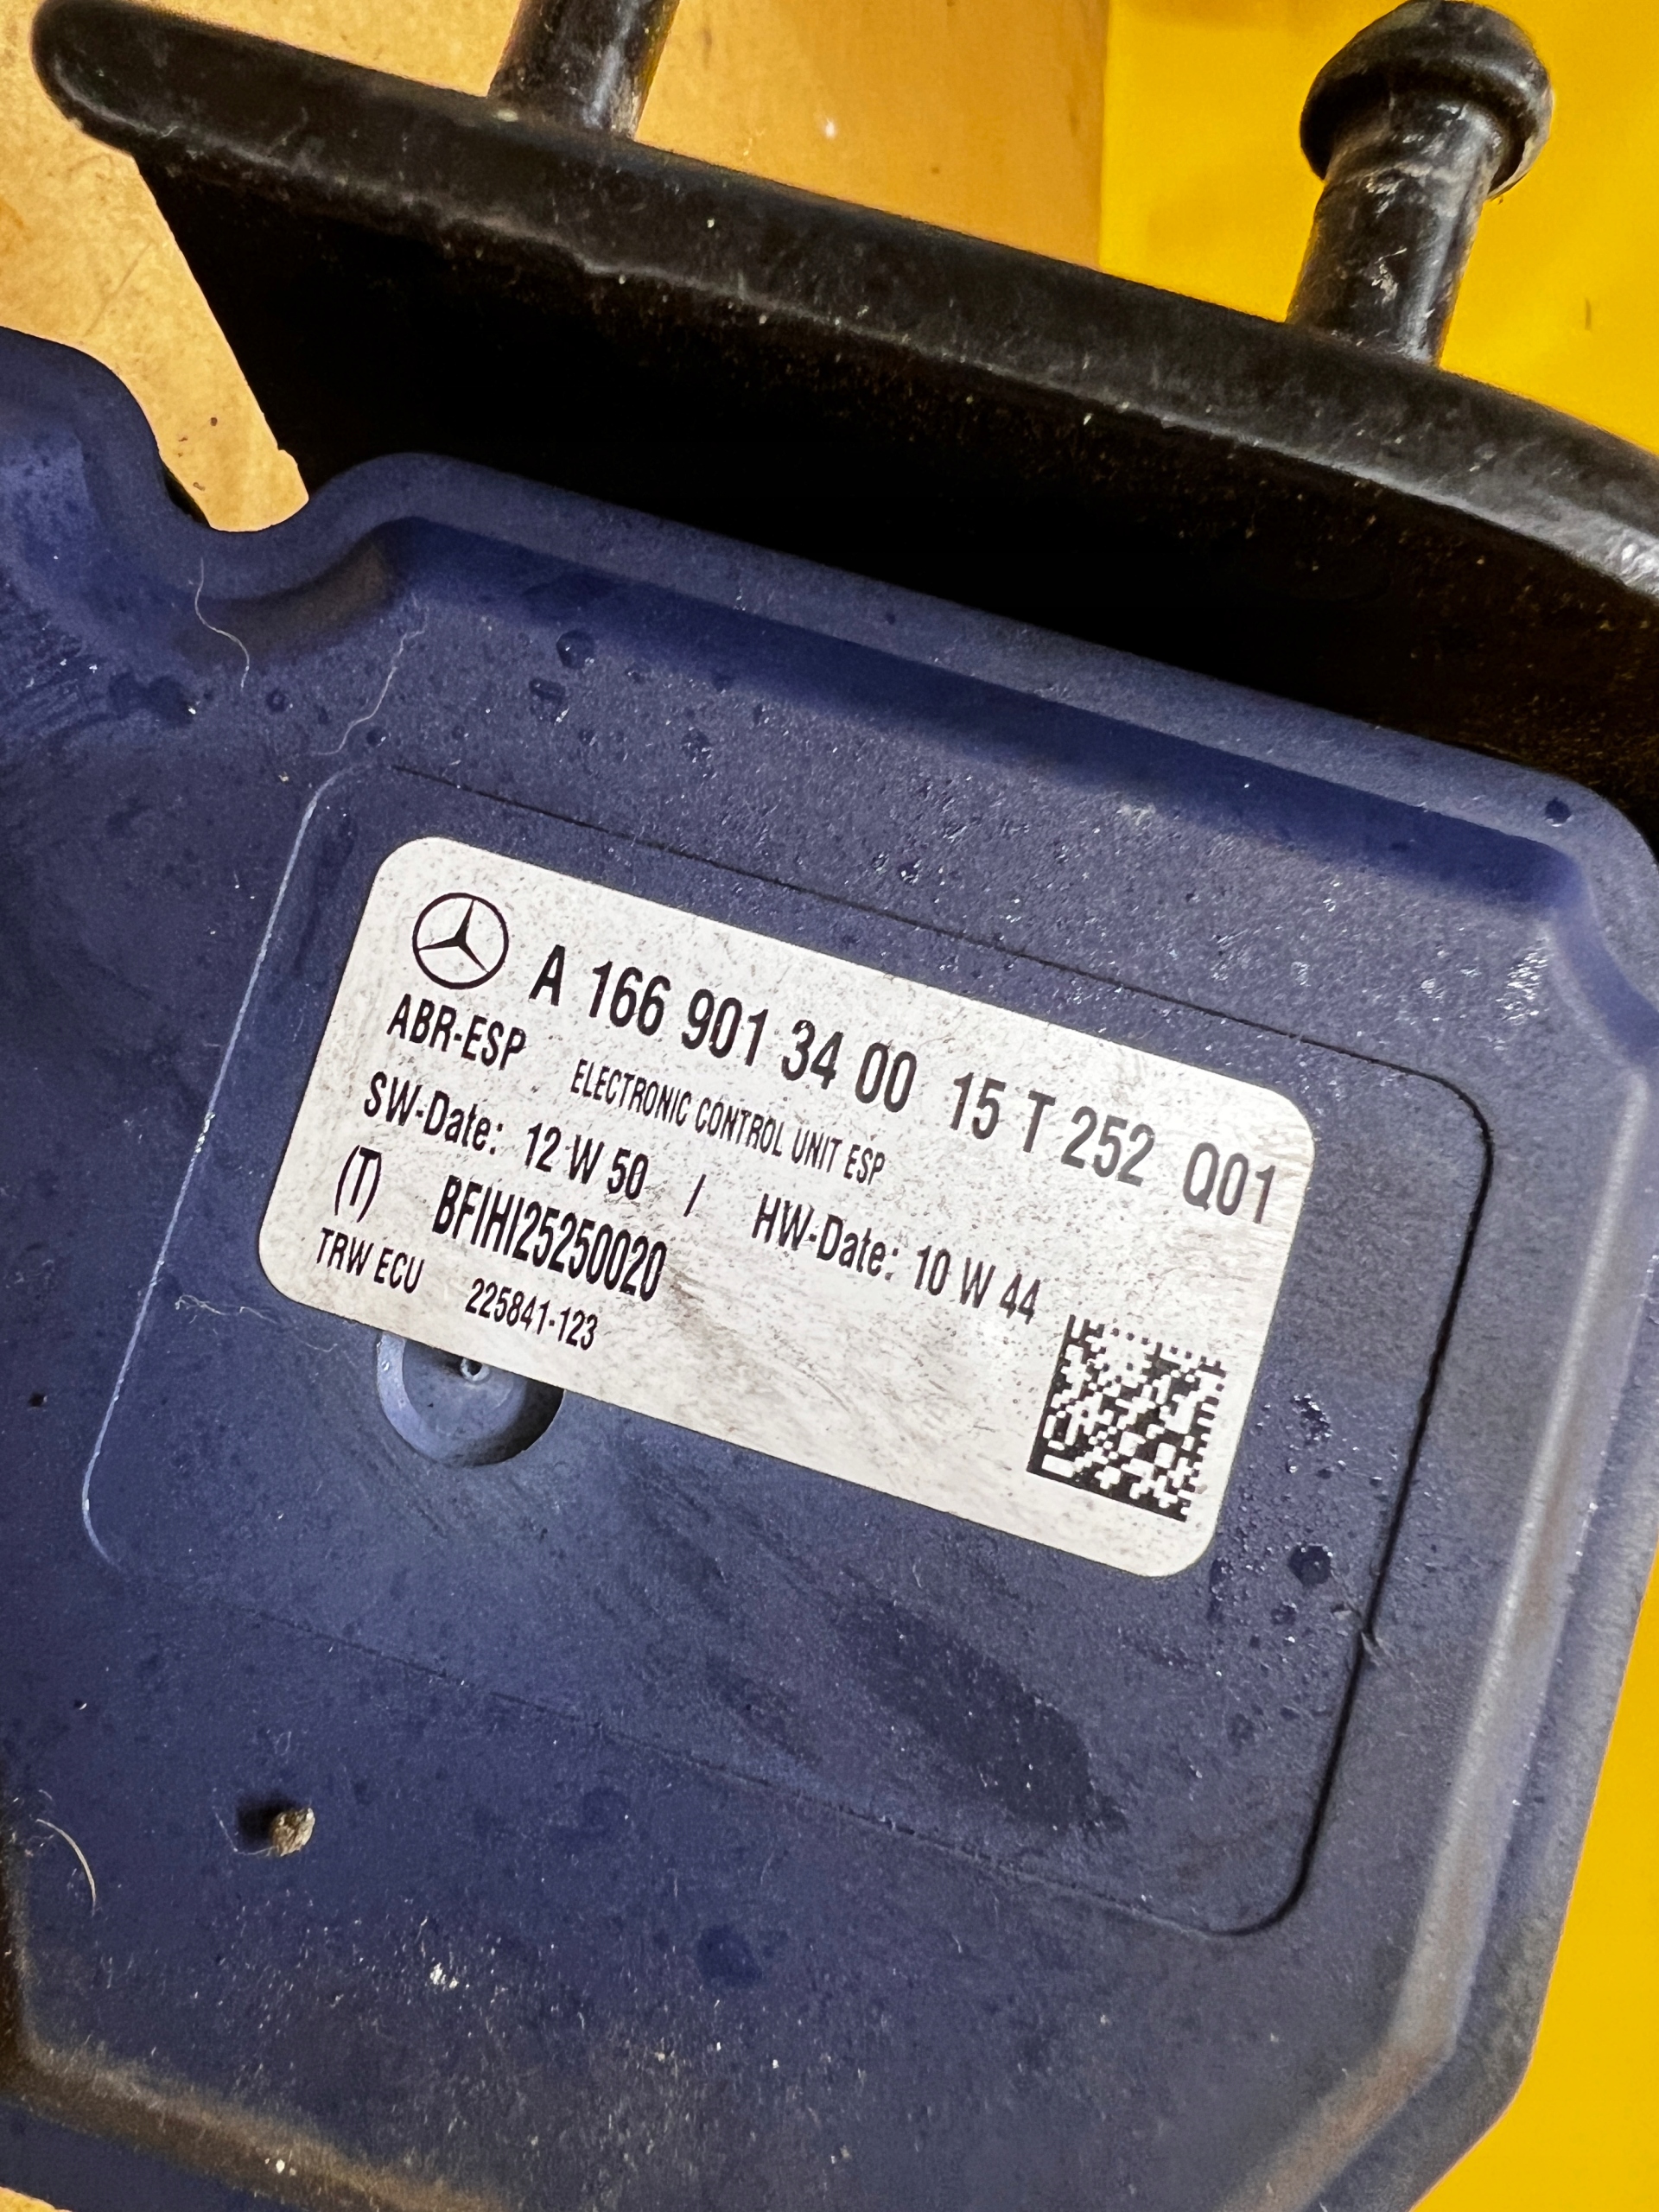 A 166 901 34 00 15 T 252 Q01
ABR-ESP ELECTRONIC CONTROL UNIT ESP
SW-Date: 12 W 50 / HW-Date: 10 W 44
(T) BFIHI25250020
TRW ECU 225841-123